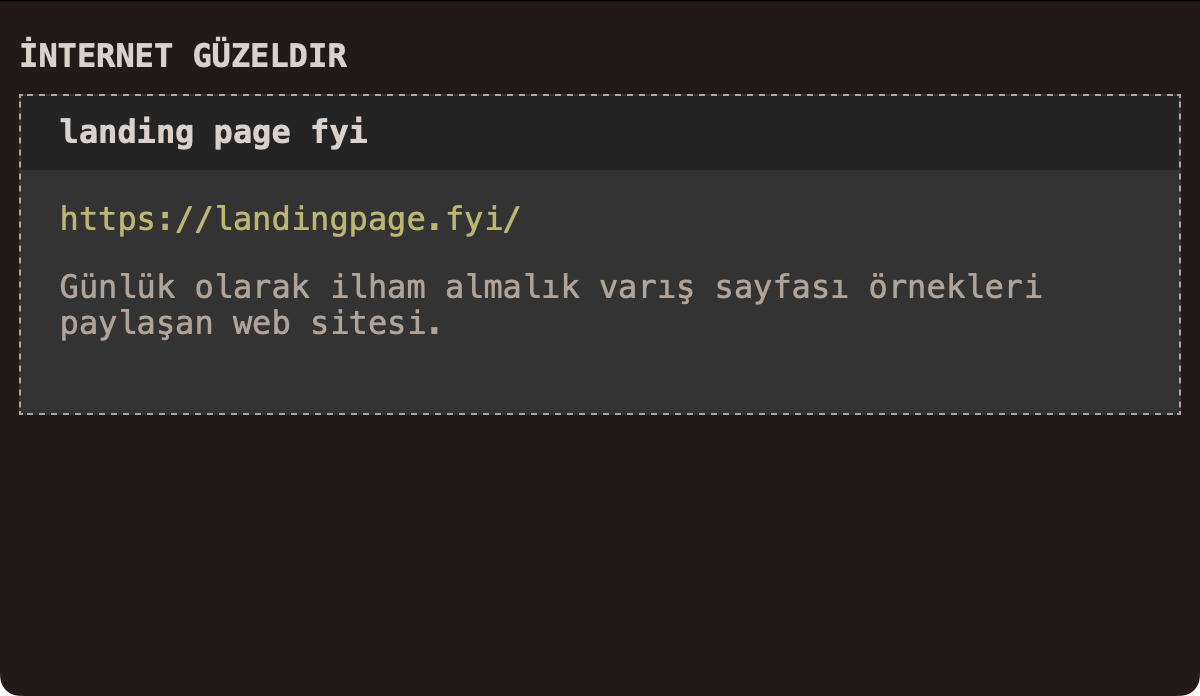 İNTERNET GÜZELDIR
landing page fyi
https://landingpage.fyi/
Günlük olarak ilham almalık varış sayfası örnekleri
paylaşan web sitesi.